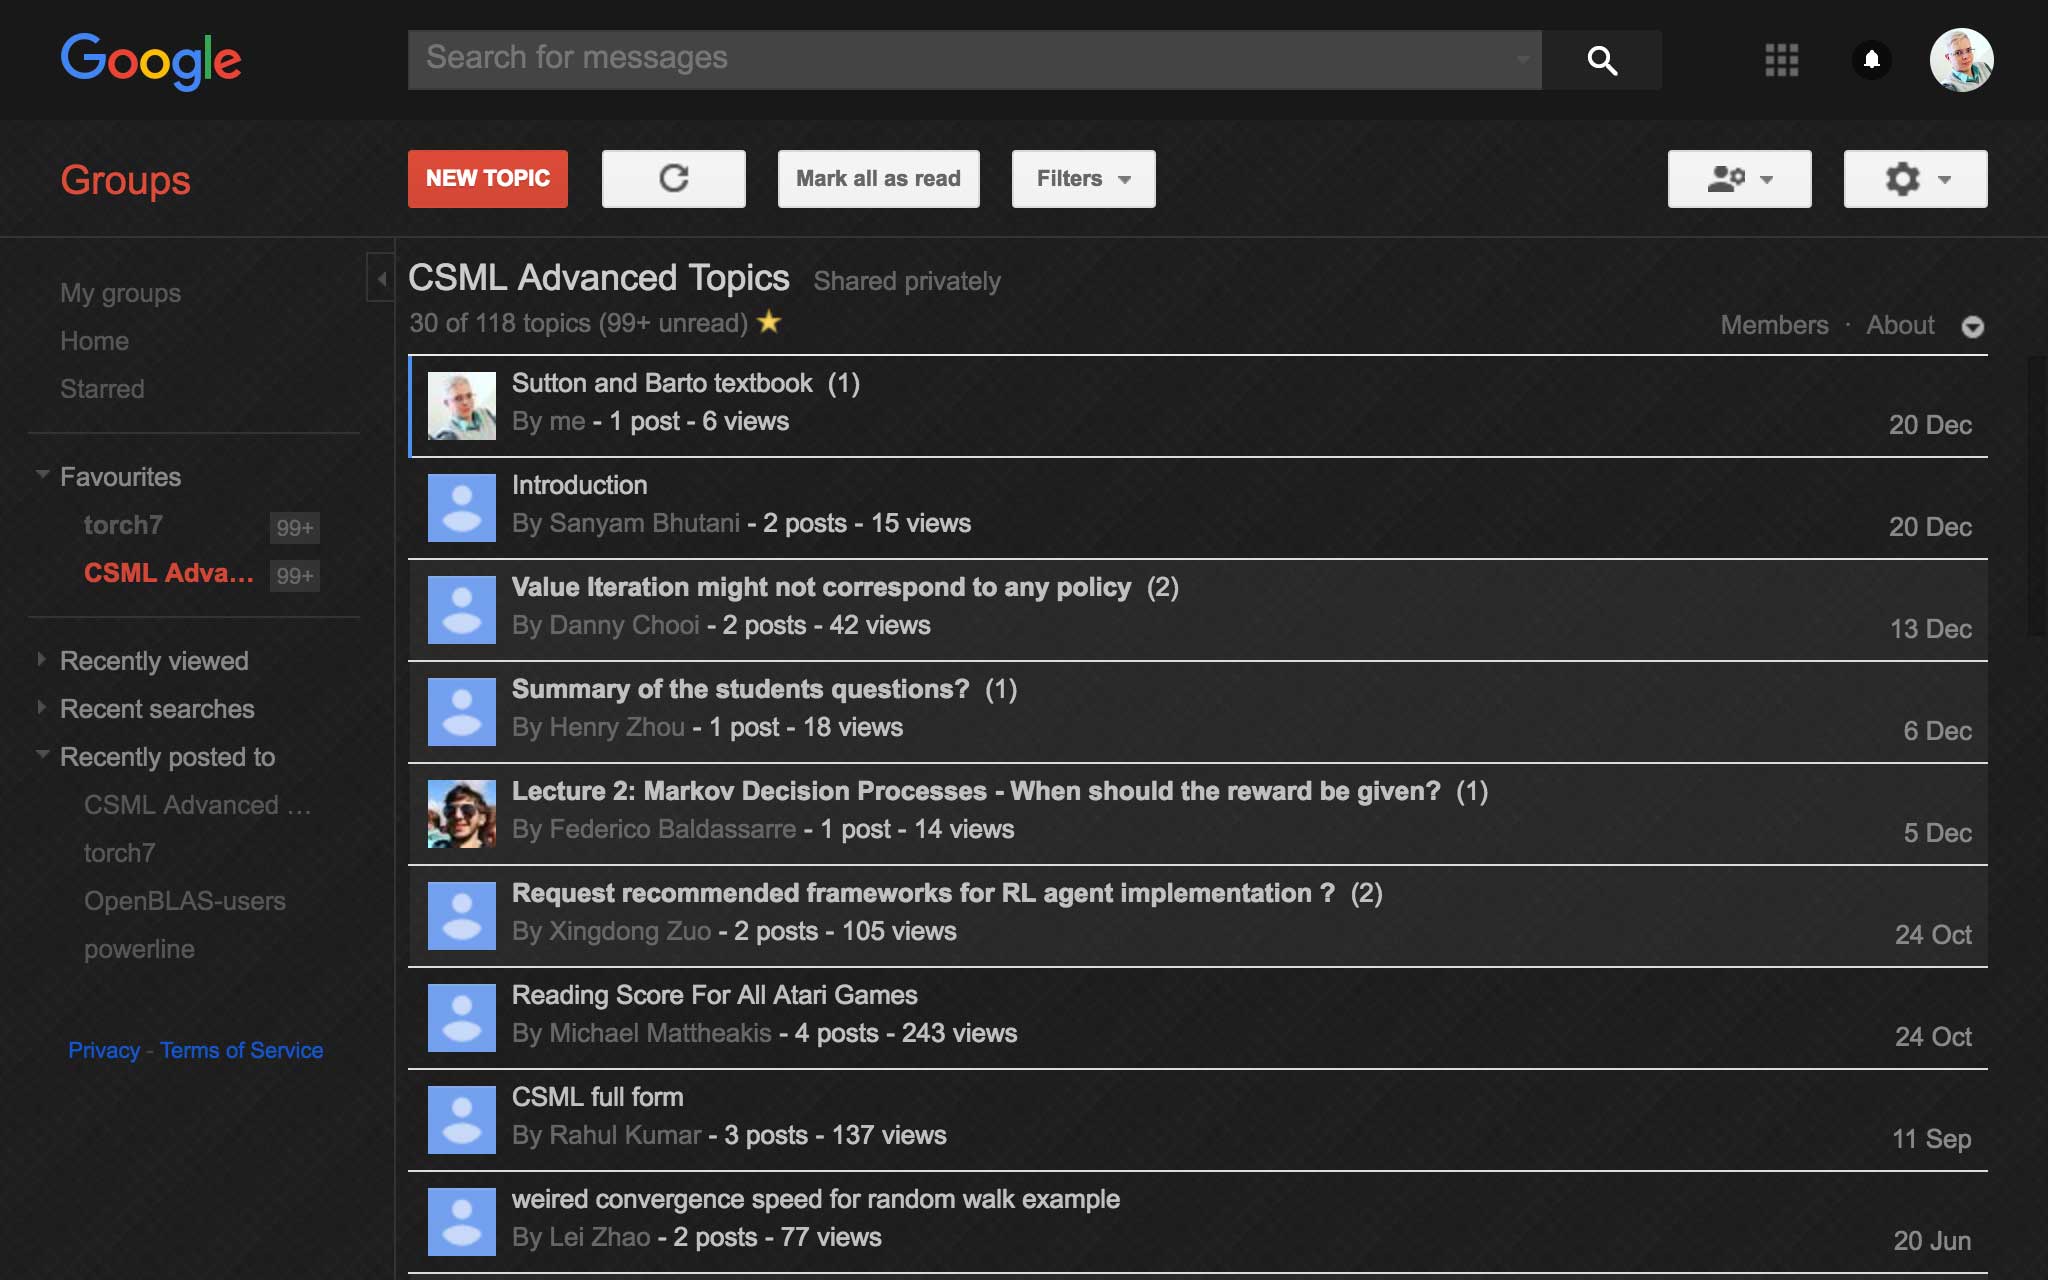 Google
Search for messages
Groups
NEW TOPIC
Mark all as read
Filters
My groups
Home
Starred
Favourites
torch7 99+
CSML Adva... 99+
Recently viewed
Recent searches
Recently posted to
CSML Advanced ...
torch7
OpenBLAS-users
powerline
Privacy - Terms of Service
CSML Advanced Topics Shared privately
30 of 118 topics (99+ unread)
Members · About
Sutton and Barto textbook (1)
By me - 1 post - 6 views
20 Dec
Introduction
By Sanyam Bhutani - 2 posts - 15 views
20 Dec
Value Iteration might not correspond to any policy (2)
By Danny Chooi - 2 posts - 42 views
13 Dec
Summary of the students questions? (1)
By Henry Zhou - 1 post - 18 views
6 Dec
Lecture 2: Markov Decision Processes - When should the reward be given? (1)
By Federico Baldassarre - 1 post - 14 views
5 Dec
Request recommended frameworks for RL agent implementation ? (2)
By Xingdong Zuo - 2 posts - 105 views
24 Oct
Reading Score For All Atari Games
By Michael Mattheakis - 4 posts - 243 views
24 Oct
CSML full form
By Rahul Kumar - 3 posts - 137 views
11 Sep
weired convergence speed for random walk example
By Lei Zhao - 2 posts - 77 views
20 Jun